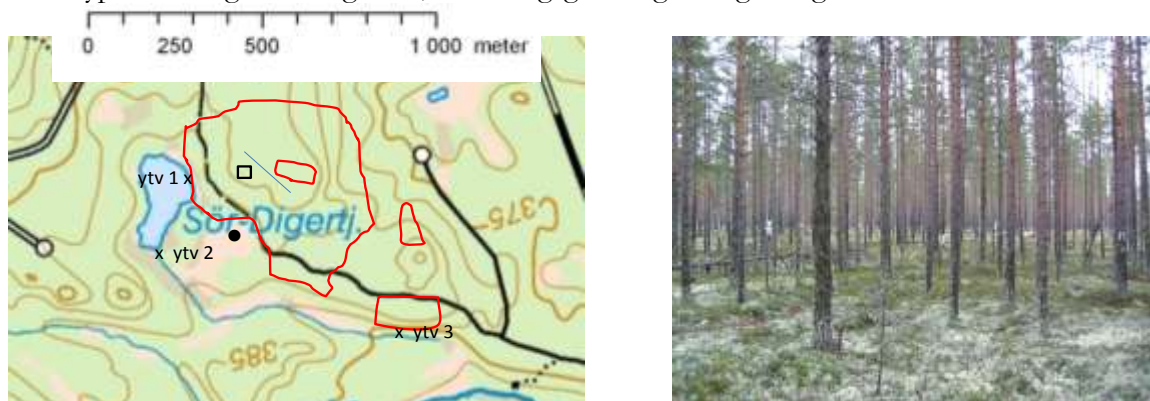 0 250 500 1 000 meter
ytv 1 x
Sör-Digertj.
x ytv 2
x ytv 3
375
385